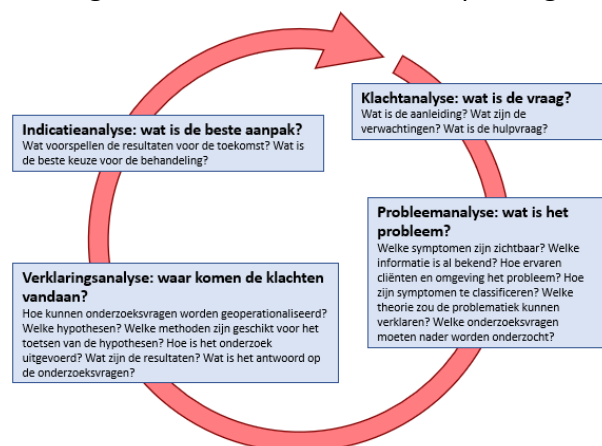 Klachtanalyse: wat is de vraag?
Wat is de aanleiding? Wat zijn de
verwachtingen? Wat is de hulpvraag?
Probleemanalyse: wat is het
probleem?
Welke symptomen zijn zichtbaar? Welke
informatie is al bekend? Hoe ervaren
cliënten en omgeving het probleem? Hoe
zijn symptomen te classificeren? Welke
theorie zou de problematiek kunnen
verklaren? Welke onderzoeksvragen
moeten nader worden onderzocht?
Verklaringsanalyse: waar komen de klachten
vandaan?
Hoe kunnen onderzoeksvragen worden geoperationaliseerd?
Welke hypothesen? Welke methoden zijn geschikt voor het
toetsen van de hypothesen? Hoe is het onderzoek
uitgevoerd? Wat zijn de resultaten? Wat is het antwoord op
de onderzoeksvragen?
Indicatieanalyse: wat is de beste aanpak?
Wat voorspellen de resultaten voor de toekomst? Wat is
de beste keuze voor de behandeling?